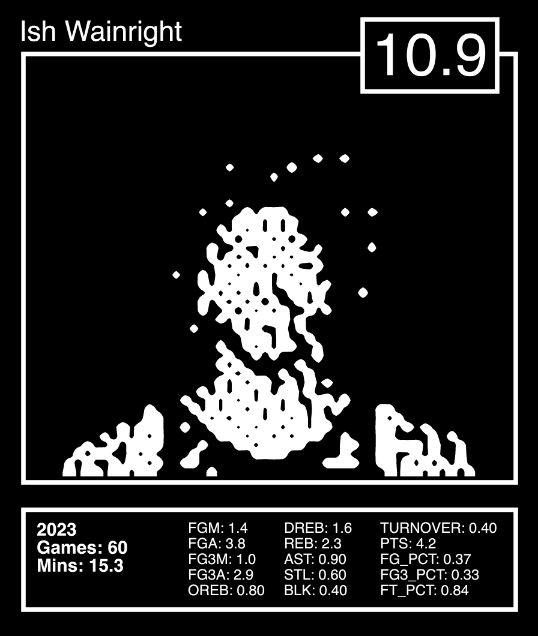 Ish Wainright
10.9
2023
Games: 60
Mins: 15.3
FGM: 1.4
FGA: 3.8
FG3M: 1.0
FG3A: 2.9
OREB: 0.80
DREB: 1.6
REB: 2.3
AST: 0.90
STL: 0.60
BLK: 0.40
TURNOVER: 0.40
PTS: 4.2
FG_PCT: 0.37
FG3_PCT: 0.33
FT_PCT: 0.84